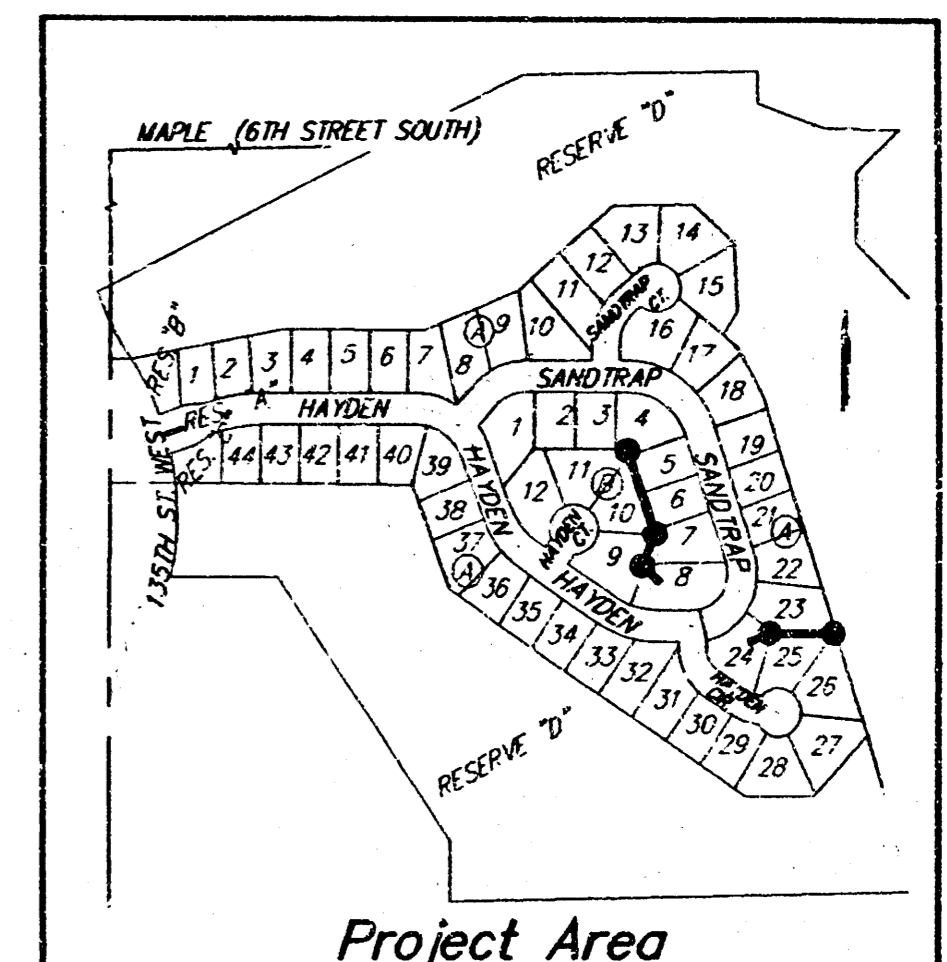 MAPLE (6TH STREET SOUTH)
RESERVE "D"
13
14
12
11
15
SANDTRAP
CT.
16
A
9
10
8
17
RES. "B"
1
2
3
4
5
6
7
SANDTRAP
18
RES. "A"
HAYDEN
1
2
3
4
19
44
43
42
41
40
39
HAYDEN
11
B
5
SANDTRAP
20
135TH ST. WEST
38
12
10
6
21
A
37
HAYDEN
CT.
7
A
9
8
22
36
HAYDEN
23
35
34
24
25
33
32
26
HAYDEN
CIR.
31
30
29
27
28
RESERVE "D"
Project Area